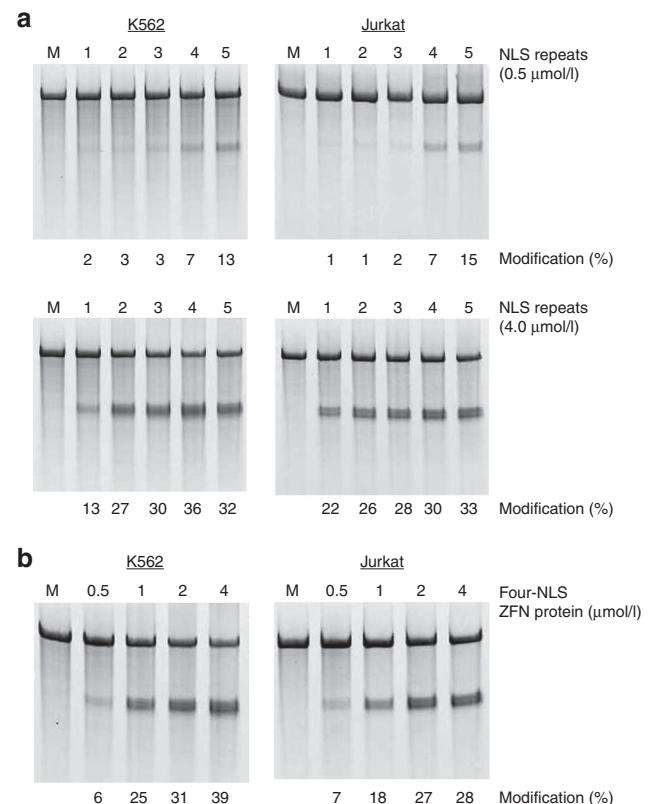 a
K562 Jurkat
M 1 2 3 4 5 M 1 2 3 4 5 NLS repeats
(0.5 μmol/l)
2 3 3 7 13 1 1 2 7 15 Modification (%)
M 1 2 3 4 5 M 1 2 3 4 5 NLS repeats
(4.0 μmol/l)
13 27 30 36 32 22 26 28 30 33 Modification (%)
b
K562 Jurkat
M 0.5 1 2 4 M 0.5 1 2 4 Four-NLS
ZFN protein (μmol/l)
6 25 31 39 7 18 27 28 Modification (%)